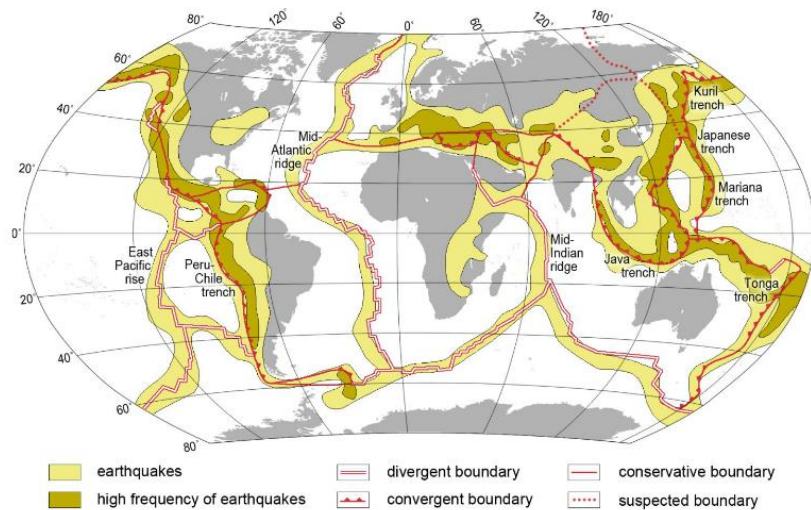 120°
60°
0°
60°
120°
180°
80°
60°
40°
20°
0°
20°
40°
60°
80°
Mid-
Atlantic
ridge
East
Pacific
rise
Peru-
Chile
trench
Mid-
Indian
ridge
Java
trench
Kuril
trench
Japanese
trench
Mariana
trench
Tonga
trench
earthquakes
high frequency of earthquakes
divergent boundary
convergent boundary
conservative boundary
suspected boundary